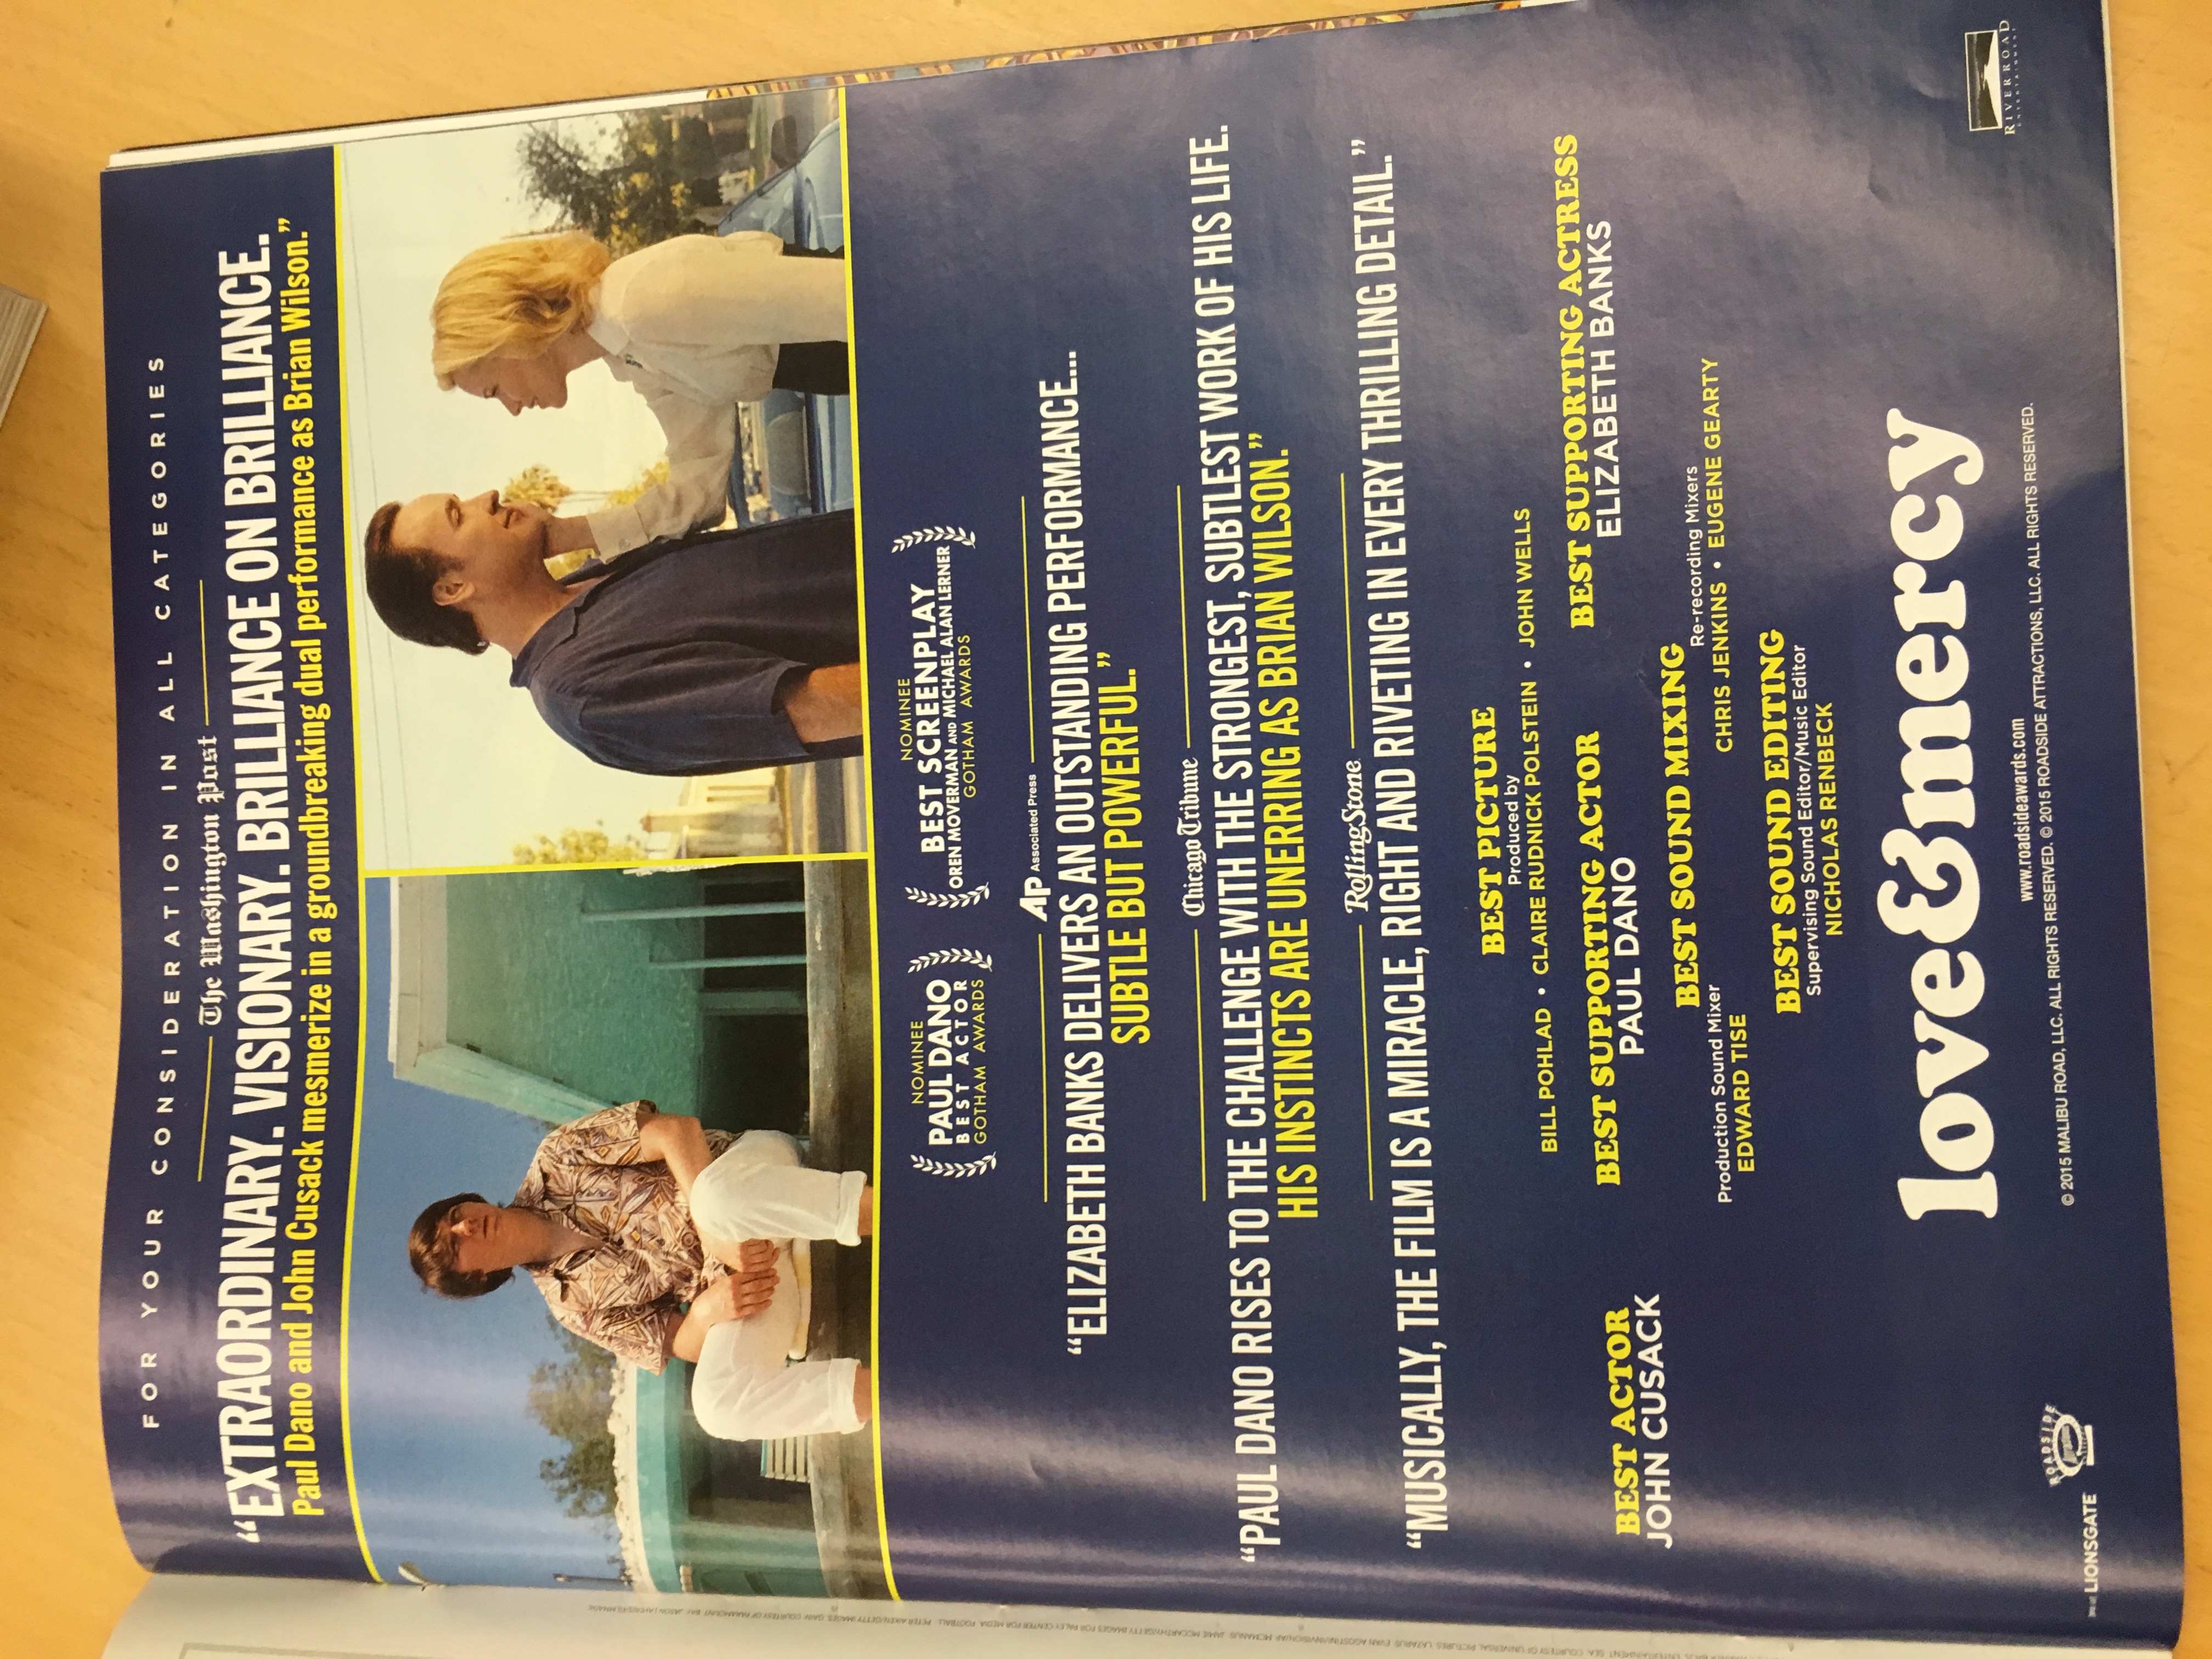 FOR YOUR CONSIDERATION IN ALL CATEGORIES
The Washington Post
“EXTRAORDINARY. VISIONARY. BRILLIANCE ON BRILLIANCE.
Paul Dano and John Cusack mesmerize in a groundbreaking dual performance as Brian Wilson.”
NOMINEE
PAUL DANO
BEST ACTOR
GOTHAM AWARDS
NOMINEE
BEST SCREENPLAY
OREN MOVERMAN AND MICHAEL ALAN LERNER
GOTHAM AWARDS
AP Associated Press
“ELIZABETH BANKS DELIVERS AN OUTSTANDING PERFORMANCE...
SUBTLE BUT POWERFUL.”
Chicago Tribune
“PAUL DANO RISES TO THE CHALLENGE WITH THE STRONGEST, SUBTLEST WORK OF HIS LIFE.
HIS INSTINCTS ARE UNERRING AS BRIAN WILSON.”
RollingStone
“MUSICALLY, THE FILM IS A MIRACLE, RIGHT AND RIVETING IN EVERY THRILLING DETAIL.”
BEST PICTURE
Produced by
BILL POHLAD • CLAIRE RUDNICK POLSTEIN • JOHN WELLS
BEST ACTOR
JOHN CUSACK
BEST SUPPORTING ACTOR
PAUL DANO
BEST SUPPORTING ACTRESS
ELIZABETH BANKS
BEST SOUND MIXING
Production Sound Mixer
EDWARD TISE
Re-recording Mixers
CHRIS JENKINS • EUGENE GEARTY
BEST SOUND EDITING
Supervising Sound Editor/Music Editor
NICHOLAS RENBECK
love&mercy
www.roadsideawards.com
© 2015 MALIBU ROAD, LLC. ALL RIGHTS RESERVED. © 2015 ROADSIDE ATTRACTIONS, LLC. ALL RIGHTS RESERVED.
LIONSGATE
ROADSIDE
Attractions
RIVERROAD
ENTERTAINMENT